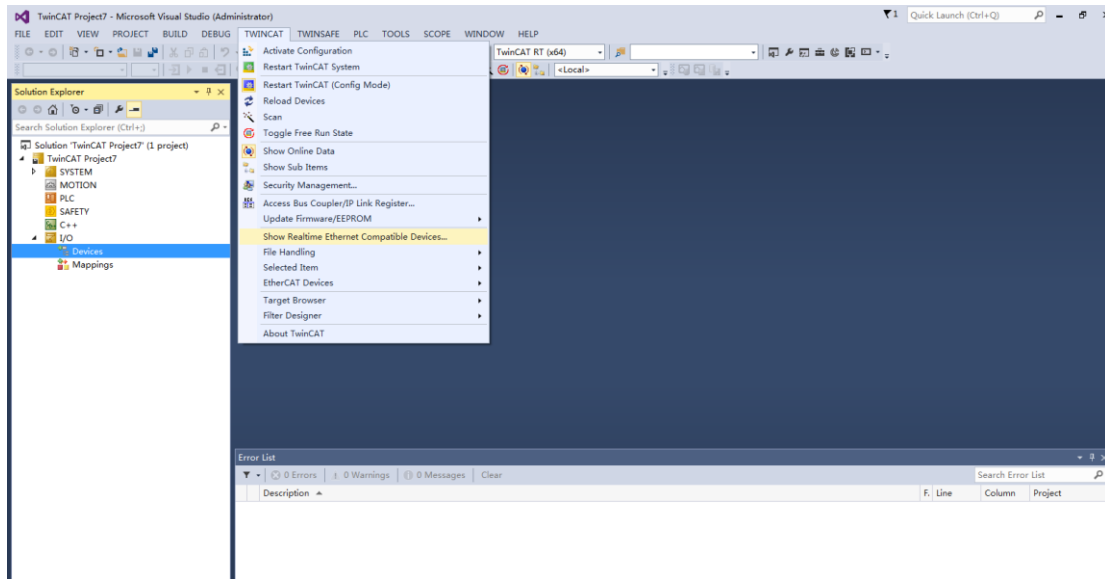 TwinCAT Project7 - Microsoft Visual Studio (Administrator)
1 Quick Launch (Ctrl+Q)
FILE EDIT VIEW PROJECT BUILD DEBUG TWINCAT TWINSAFE PLC TOOLS SCOPE WINDOW HELP
TwinCAT RT (x64)
<Local>
Activate Configuration
Restart TwinCAT System
Restart TwinCAT (Config Mode)
Reload Devices
Scan
Toggle Free Run State
Show Online Data
Show Sub Items
Security Management...
Access Bus Coupler/IP Link Register...
Update Firmware/EEPROM
Show Realtime Ethernet Compatible Devices...
File Handling
Selected Item
EtherCAT Devices
Target Browser
Filter Designer
About TwinCAT
Solution Explorer
Search Solution Explorer (Ctrl+;)
Solution 'TwinCAT Project7' (1 project)
TwinCAT Project7
SYSTEM
MOTION
PLC
SAFETY
C++
I/O
Devices
Mappings
Error List
0 Errors 0 Warnings 0 Messages Clear
Search Error List
Description F. Line Column Project